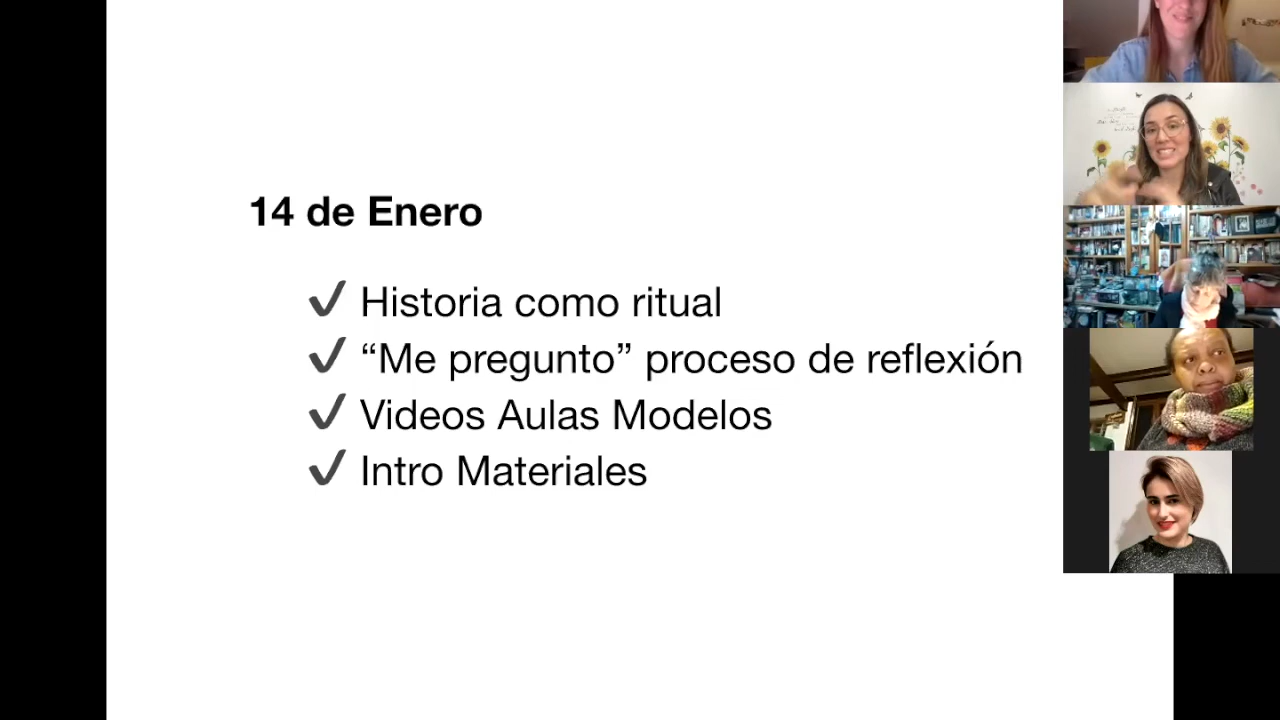 14 de Enero
✔ Historia como ritual
✔ “Me pregunto” proceso de reflexión
✔ Videos Aulas Modelos
✔ Intro Materiales